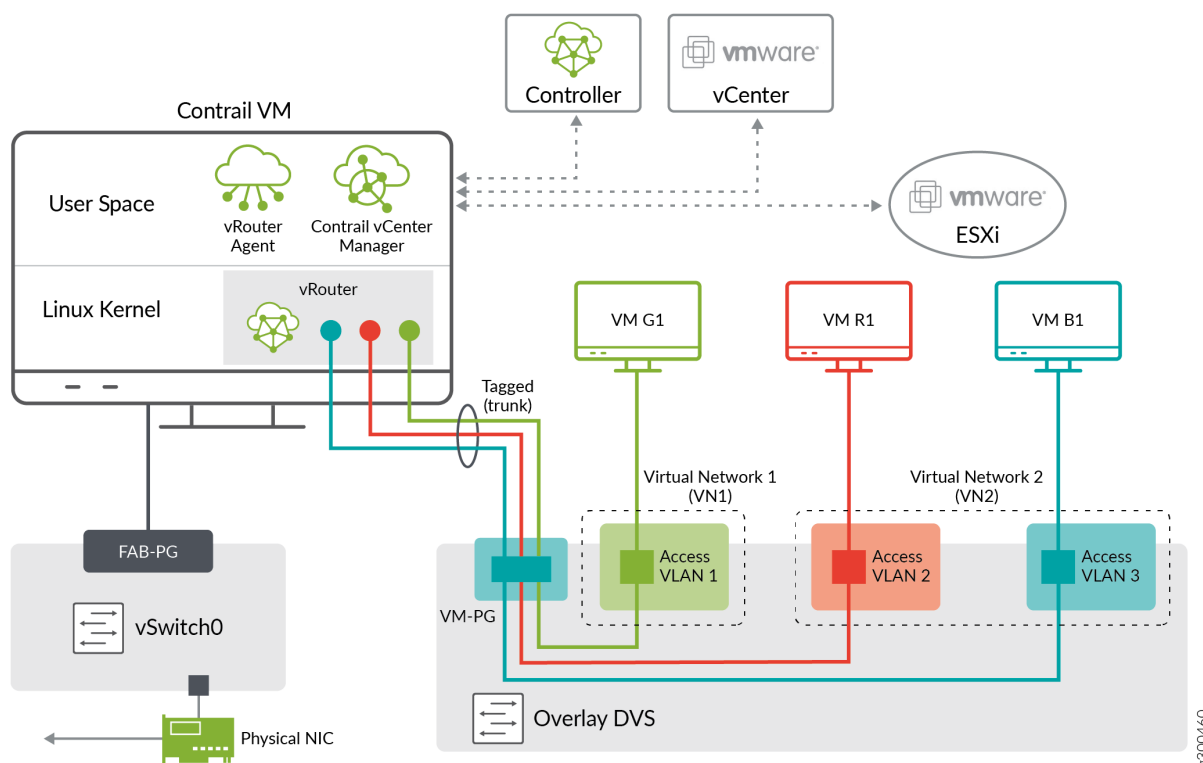 Controller
vmware®
vCenter
Contrail VM
User Space
vRouter
Agent
Contrail vCenter
Manager
vmware®
ESXi
Linux Kernel
vRouter
VM G1
VM R1
VM B1
Tagged
(trunk)
Virtual Network 1
(VN1)
Virtual Network 2
(VN2)
FAB-PG
Access
VLAN 1
Access
VLAN 2
Access
VLAN 3
VM-PG
vSwitch0
Overlay DVS
Physical NIC